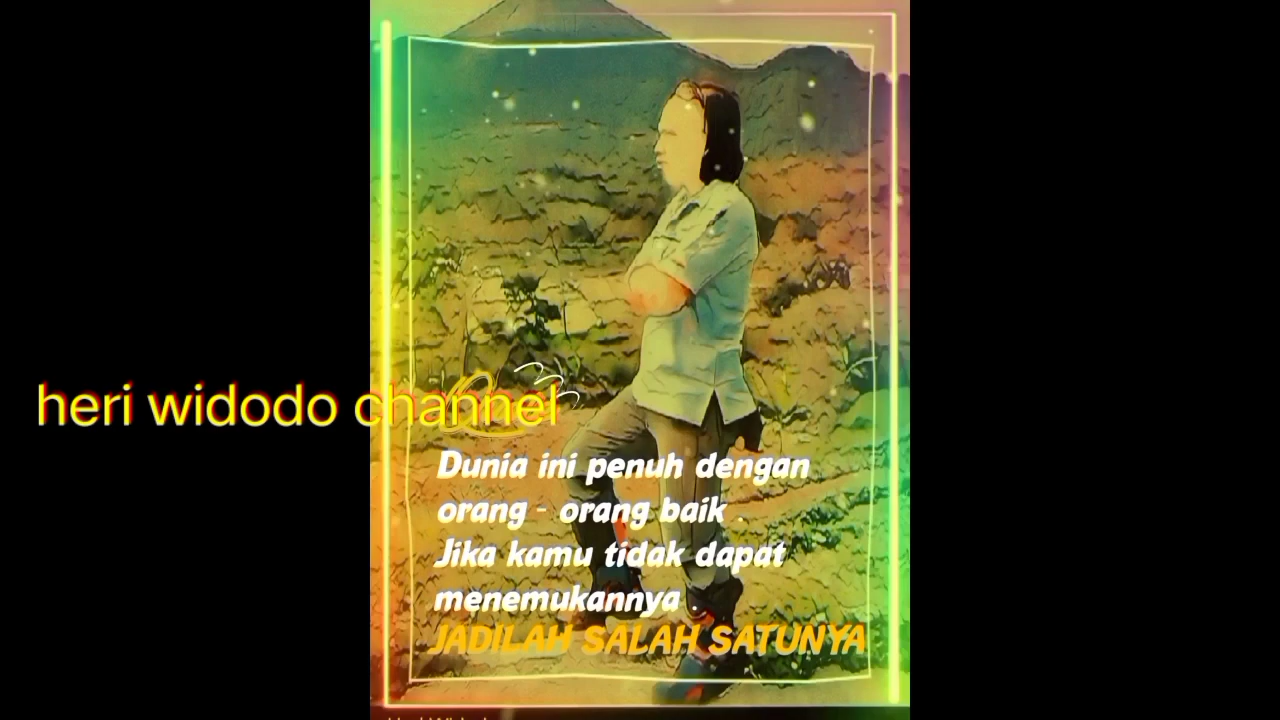 heri widodo channel
Dunia ini penuh dengan
orang - orang baik .
Jika kamu tidak dapat
menemukannya .
JADILAH SALAH SATUNYA